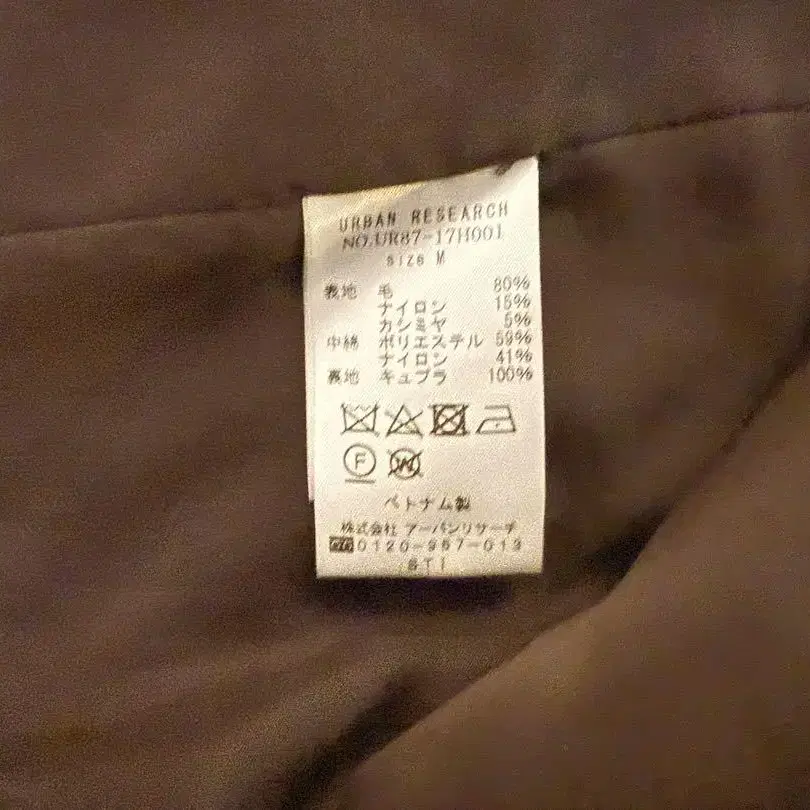 URBAN RESEARCH
NO.UR87-17H001
size M
表地 毛 80%
ナイロン 15%
カシミヤ 5%
中綿 ポリエステル 59%
ナイロン 41%
裏地 キュプラ 100%
F
W
ベトナム製
株式会社 アーバンリサーチ
0120-967-013
STI